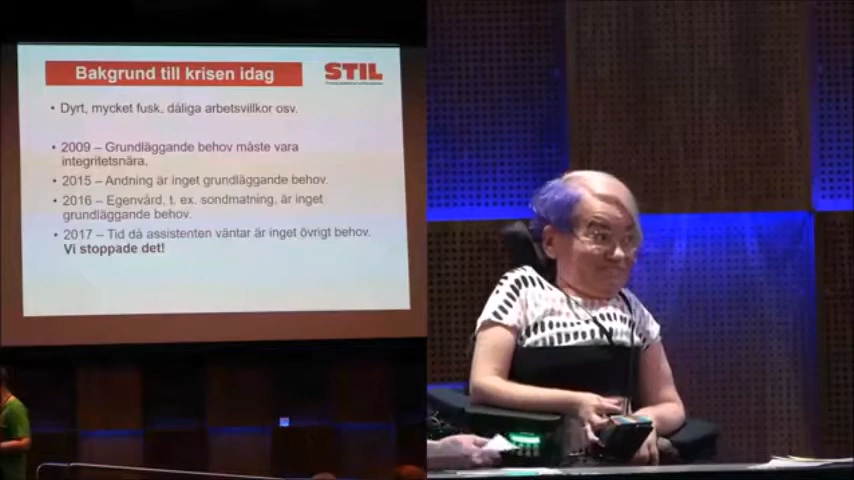 Bakgrund till krisen idag
STIL
• Dyrt, mycket fusk, dåliga arbetsvillkor osv.
• 2009 – Grundläggande behov måste vara
integritetsnära.
• 2015 – Andning är inget grundläggande behov.
• 2016 – Egenvård, t. ex. sondmatning, är inget
grundläggande behov.
• 2017 – Tid då assistenten väntar är inget övrigt behov.
Vi stoppade det!